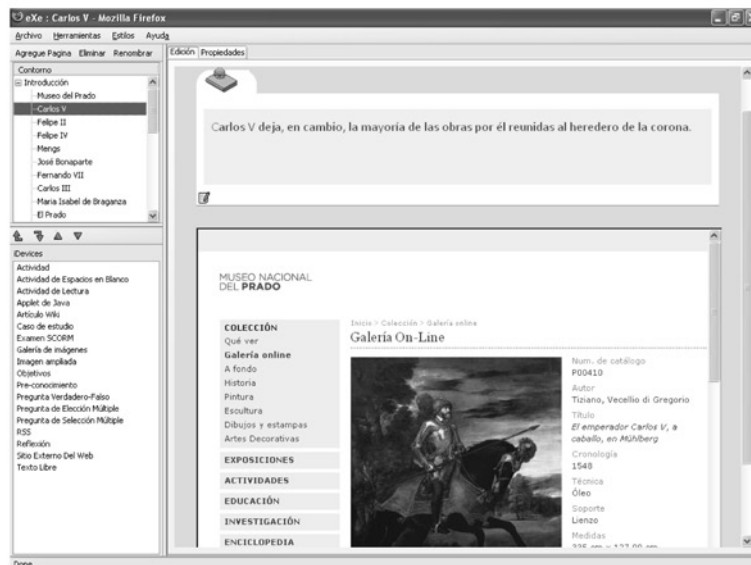 eXe : Carlos V - Mozilla Firefox
Archivo Herramientas Estilos Ayuda
Agregue Pagina Eliminar Renombrar
Contorno
Introducción
Museo del Prado
Carlos V
Felipe II
Felipe IV
Mengs
José Bonaparte
Fernando VII
Carlos III
Maria Isabel de Braganza
El Prado
iDevices
Actividad
Actividad de Espacios en Blanco
Actividad de Lectura
Applet de Java
Artículo Wiki
Caso de estudio
Examen SCORM
Galería de imágenes
Imagen ampliada
Objetivos
Pre-conocimiento
Pregunta Verdadero-Falso
Pregunta de Elección Múltiple
Pregunta de Selección Múltiple
RSS
Reflexión
Sitio Externo Del Web
Texto Libre
Done
Edición Propiedades
Carlos V deja, en cambio, la mayoría de las obras por él reunidas al heredero de la corona.
MUSEO NACIONAL
DEL PRADO
COLECCIÓN
Qué ver
Galería online
A fondo
Historia
Pintura
Escultura
Dibujos y estampas
Artes Decorativas
EXPOSICIONES
ACTIVIDADES
EDUCACIÓN
INVESTIGACIÓN
ENCICLOPEDIA
Inicio > Colección > Galería online
Galería On-Line
Num. de catálogo
P00410
Autor
Tiziano, Vecellio di Gregorio
Título
El emperador Carlos V, a
caballo, en Mühlberg
Cronología
1548
Técnica
Óleo
Soporte
Lienzo
Medidas